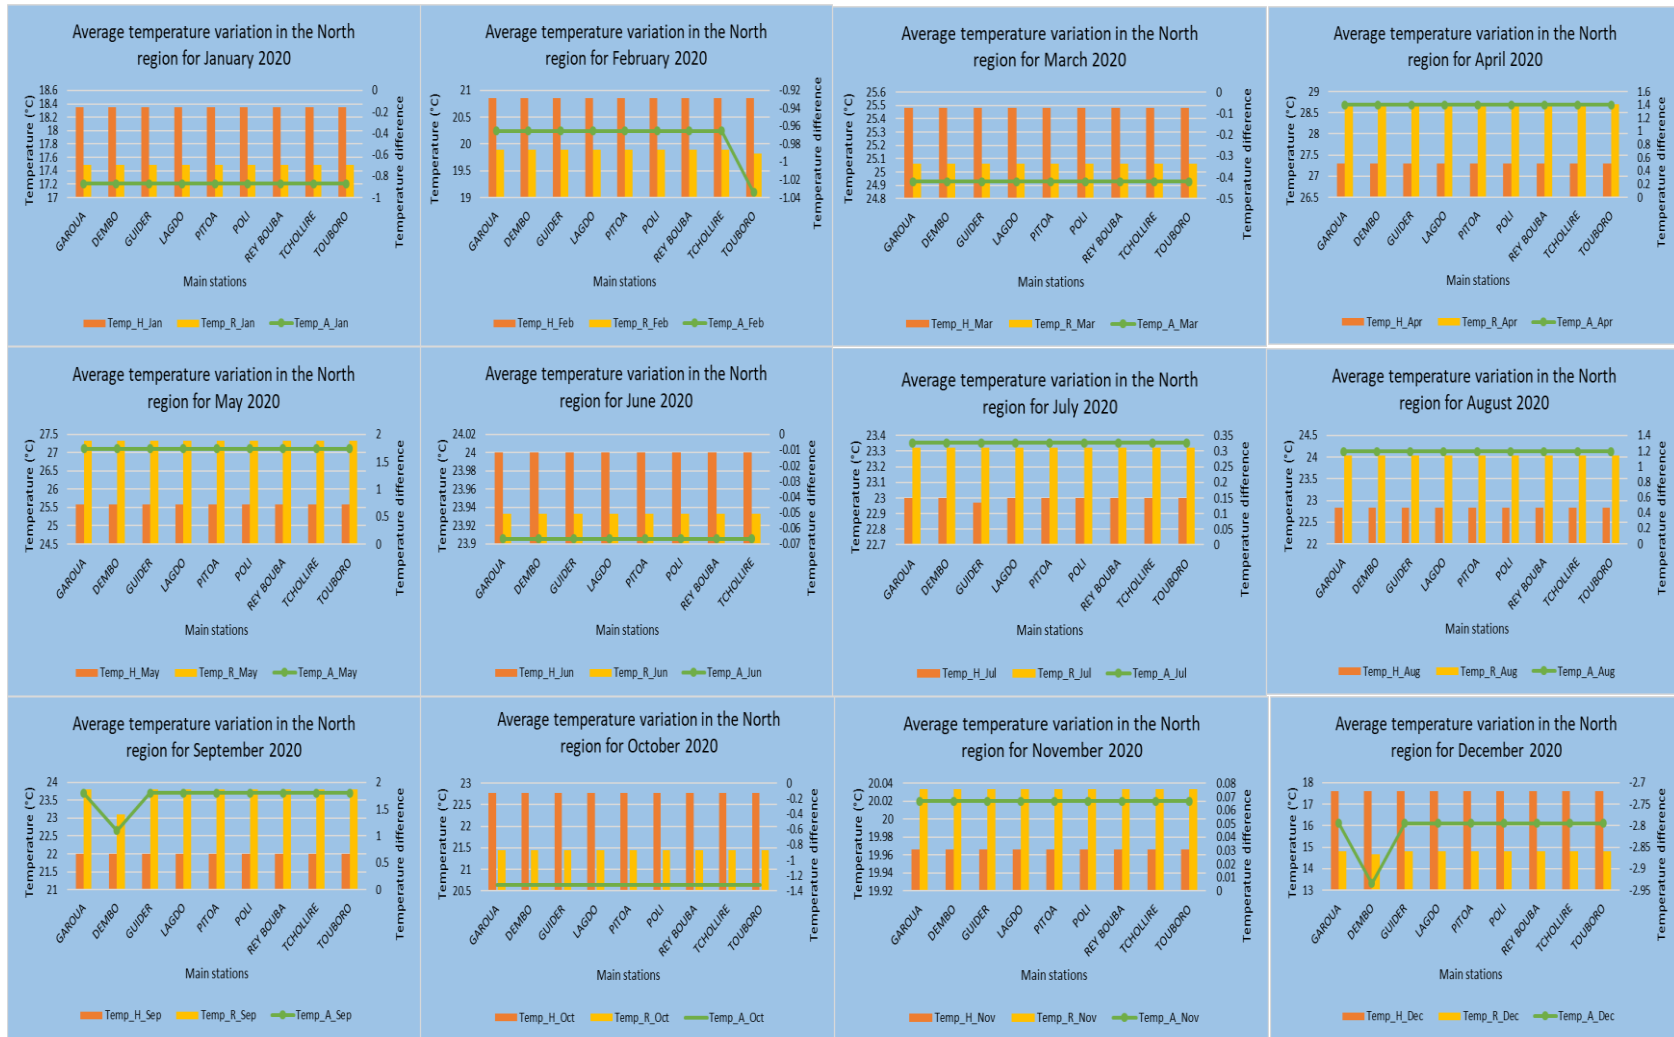 Average temperature variation in the North
region for January 2020
Temperature (°C)
18.6
18.4
18.2
18
17.8
17.6
17.4
17.2
17
0
-0.2
-0.4
-0.6
-0.8
-1
Temperature difference
GAROUA
DEMBO
GUIDER
LAGDO
PITOA
POLI
REY BOUBA
TCHOLLIRE
TOUBORO
Main stations
Temp_H_Jan Temp_R_Jan Temp_A_Jan
Average temperature variation in the North
region for February 2020
Temperature (°C)
21
20.5
20
19.5
19
-0.92
-0.94
-0.96
-0.98
-1
-1.02
-1.04
Temperature difference
GAROUA
DEMBO
GUIDER
LAGDO
PITOA
POLI
REY BOUBA
TCHOLLIRE
TOUBORO
Main stations
Temp_H_Feb Temp_R_Feb Temp_A_Feb
Average temperature variation in the North
region for March 2020
Temperature (°C)
25.6
25.5
25.4
25.3
25.2
25.1
25
24.9
24.8
0
-0.1
-0.2
-0.3
-0.4
-0.5
Temperature difference
GAROUA
DEMBO
GUIDER
LAGDO
PITOA
POLI
REY BOUBA
TCHOLLIRE
TOUBORO
Main stations
Temp_H_Mar Temp_R_Mar Temp_A_Mar
Average temperature variation in the North
region for April 2020
Temperature (°C)
29
28.5
28
27.5
27
26.5
1.6
1.4
1.2
1
0.8
0.6
0.4
0.2
0
Temperature difference
GAROUA
DEMBO
GUIDER
LAGDO
PITOA
POLI
REY BOUBA
TCHOLLIRE
TOUBORO
Main stations
Temp_H_Apr Temp_R_Apr Temp_A_Apr
Average temperature variation in the North
region for May 2020
Temperature (°C)
27.5
27
26.5
26
25.5
25
24.5
2
1.5
1
0.5
0
Temperature difference
GAROUA
DEMBO
GUIDER
LAGDO
PITOA
POLI
REY BOUBA
TCHOLLIRE
TOUBORO
Main stations
Temp_H_May Temp_R_May Temp_A_May
Average temperature variation in the North
region for June 2020
Temperature (°C)
24.02
24
23.98
23.96
23.94
23.92
23.9
0
-0.01
-0.02
-0.03
-0.04
-0.05
-0.06
-0.07
Temperature difference
GAROUA
DEMBO
GUIDER
LAGDO
PITOA
POLI
REY BOUBA
TCHOLLIRE
Main stations
Temp_H_Jun Temp_R_Jun Temp_A_Jun
Average temperature variation in the North
region for July 2020
Temperature (°C)
23.4
23.3
23.2
23.1
23
22.9
22.8
22.7
0.35
0.3
0.25
0.2
0.15
0.1
0.05
0
Temperature difference
GAROUA
DEMBO
GUIDER
LAGDO
PITOA
POLI
REY BOUBA
TCHOLLIRE
TOUBORO
Main stations
Temp_H_Jul Temp_R_Jul Temp_A_Jul
Average temperature variation in the North
region for August 2020
Temperature (°C)
24.5
24
23.5
23
22.5
22
1.4
1.2
1
0.8
0.6
0.4
0.2
0
Temperature difference
GAROUA
DEMBO
GUIDER
LAGDO
PITOA
POLI
REY BOUBA
TCHOLLIRE
TOUBORO
Main stations
Temp_H_Aug Temp_R_Aug Temp_A_Aug
Average temperature variation in the North
region for September 2020
Temperature (°C)
24
23.5
23
22.5
22
21.5
21
2
1.5
1
0.5
0
Temperature difference
GAROUA
DEMBO
GUIDER
LAGDO
PITOA
POLI
REY BOUBA
TCHOLLIRE
TOUBORO
Main stations
Temp_H_Sep Temp_R_Sep Temp_A_Sep
Average temperature variation in the North
region for October 2020
Temperature (°C)
23
22.5
22
21.5
21
20.5
0
-0.2
-0.4
-0.6
-0.8
-1
-1.2
-1.4
Temperature difference
GAROUA
DEMBO
GUIDER
LAGDO
PITOA
POLI
REY BOUBA
TCHOLLIRE
TOUBORO
Main stations
Temp_H_Oct Temp_R_Oct Temp_A_Oct
Average temperature variation in the North
region for November 2020
Temperature (°C)
20.04
20.02
20
19.98
19.96
19.94
19.92
0.08
0.07
0.06
0.05
0.04
0.03
0.02
0.01
0
Temperature difference
GAROUA
DEMBO
GUIDER
LAGDO
PITOA
POLI
REY BOUBA
TCHOLLIRE
TOUBORO
Main stations
Temp_H_Nov Temp_R_Nov Temp_A_Nov
Average temperature variation in the North
region for December 2020
Temperature (°C)
18
17
16
15
14
13
-2.7
-2.75
-2.8
-2.85
-2.9
-2.95
Temperature difference
GAROUA
DEMBO
GUIDER
LAGDO
PITOA
POLI
REY BOUBA
TCHOLLIRE
TOUBORO
Main stations
Temp_H_Dec Temp_R_Dec Temp_A_Dec